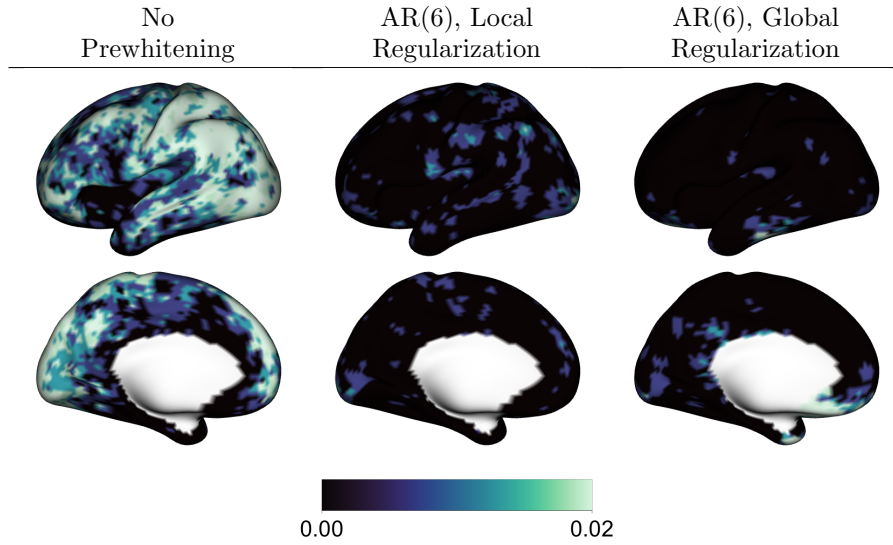 No
Prewhitening
AR(6), Local
Regularization
AR(6), Global
Regularization
0.00
0.02